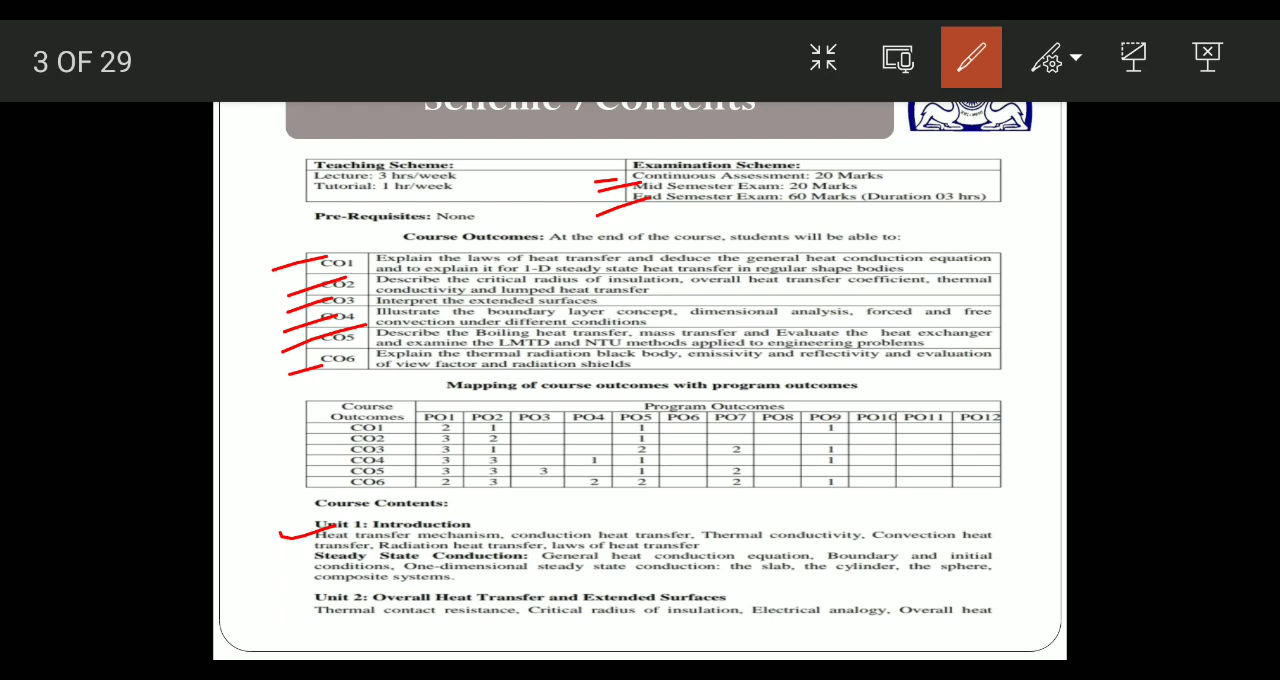 3 OF 29
Scheme / Contents
Teaching Scheme:
Lecture: 3 hrs/week
Tutorial: 1 hr/week
Examination Scheme:
Continuous Assessment: 20 Marks
Mid Semester Exam: 20 Marks
End Semester Exam: 60 Marks (Duration 03 hrs)
Pre-Requisites: None
Course Outcomes: At the end of the course, students will be able to:
CO1 Explain the laws of heat transfer and deduce the general heat conduction equation
and to explain it for 1-D steady state heat transfer in regular shape bodies
CO2 Describe the critical radius of insulation, overall heat transfer coefficient, thermal
conductivity and lumped heat transfer
CO3 Interpret the extended surfaces
CO4 Illustrate the boundary layer concept, dimensional analysis, forced and free
convection under different conditions
CO5 Describe the Boiling heat transfer, mass transfer and Evaluate the heat exchanger
and examine the LMTD and NTU methods applied to engineering problems
CO6 Explain the thermal radiation black body, emissivity and reflectivity and evaluation
of view factor and radiation shields
Mapping of course outcomes with program outcomes
Course Program Outcomes
Outcomes PO1 PO2 PO3 PO4 PO5 PO6 PO7 PO8 PO9 PO10 PO11 PO12
CO1 2 1 1 1
CO2 3 2 1
CO3 3 1 2 2 1
CO4 3 3 1 1 1
CO5 3 3 3 1 2
CO6 2 3 2 2 2 1
Course Contents:
Unit 1: Introduction
Heat transfer mechanism, conduction heat transfer, Thermal conductivity, Convection heat
transfer, Radiation heat transfer, laws of heat transfer
Steady State Conduction: General heat conduction equation, Boundary and initial
conditions, One-dimensional steady state conduction: the slab, the cylinder, the sphere,
composite systems.
Unit 2: Overall Heat Transfer and Extended Surfaces
Thermal contact resistance, Critical radius of insulation, Electrical analogy, Overall heat